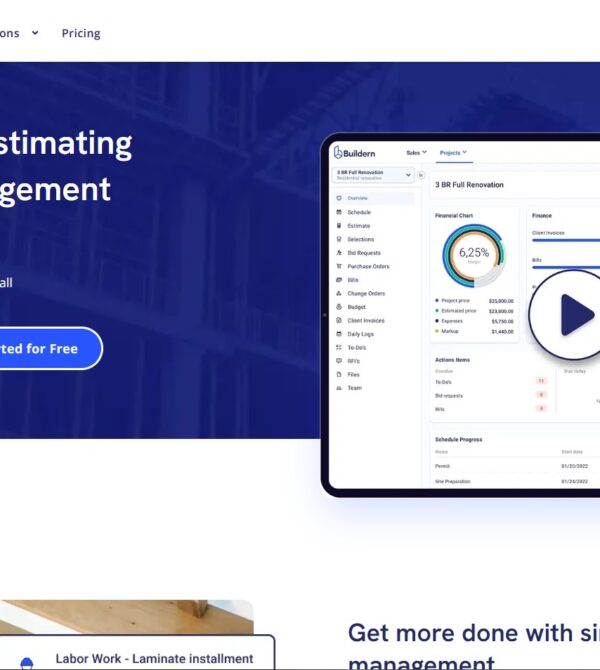 ons Pricing
stimating
gement
all
ted for Free
Buildern Sales Projects
3 BR Full Renovation
Residential renovation
3 BR Full Renovation
Overview
Schedule
Estimate
Selections
Bid Requests
Purchase Orders
Bills
Change Orders
Budget
Client Invoices
Daily Logs
To-Do's
RFI's
Files
Team
Financial Chart
6,25%
Margin
Project price $25,000.00
Estimated price $23,000.00
Expenses $5,750.00
Markup $1,440.00
Finance
Client Invoices
Bills
Actions Items
Overdue Due today
To-Do's 11
Bid requests 8
Bills 4
Schedule Progress
Name Start date
Permit 01/20/2022
Site Preparation 01/24/2022
Labor Work - Laminate installment
Get more done with si
management